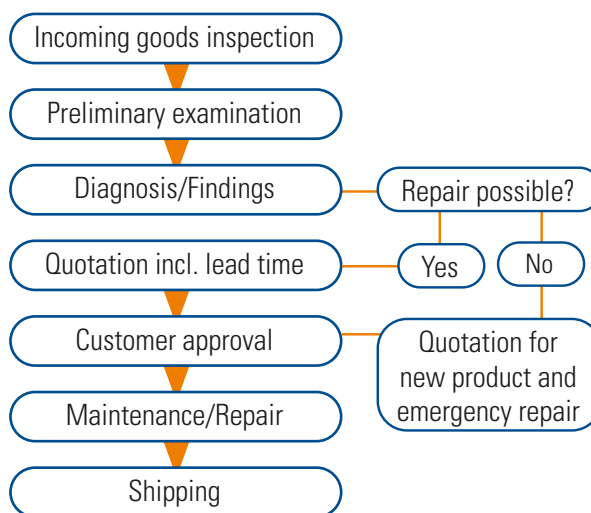 Incoming goods inspection
Preliminary examination
Diagnosis/Findings
Repair possible?
Quotation incl. lead time
Yes
No
Customer approval
Quotation for
new product and
emergency repair
Maintenance/Repair
Shipping